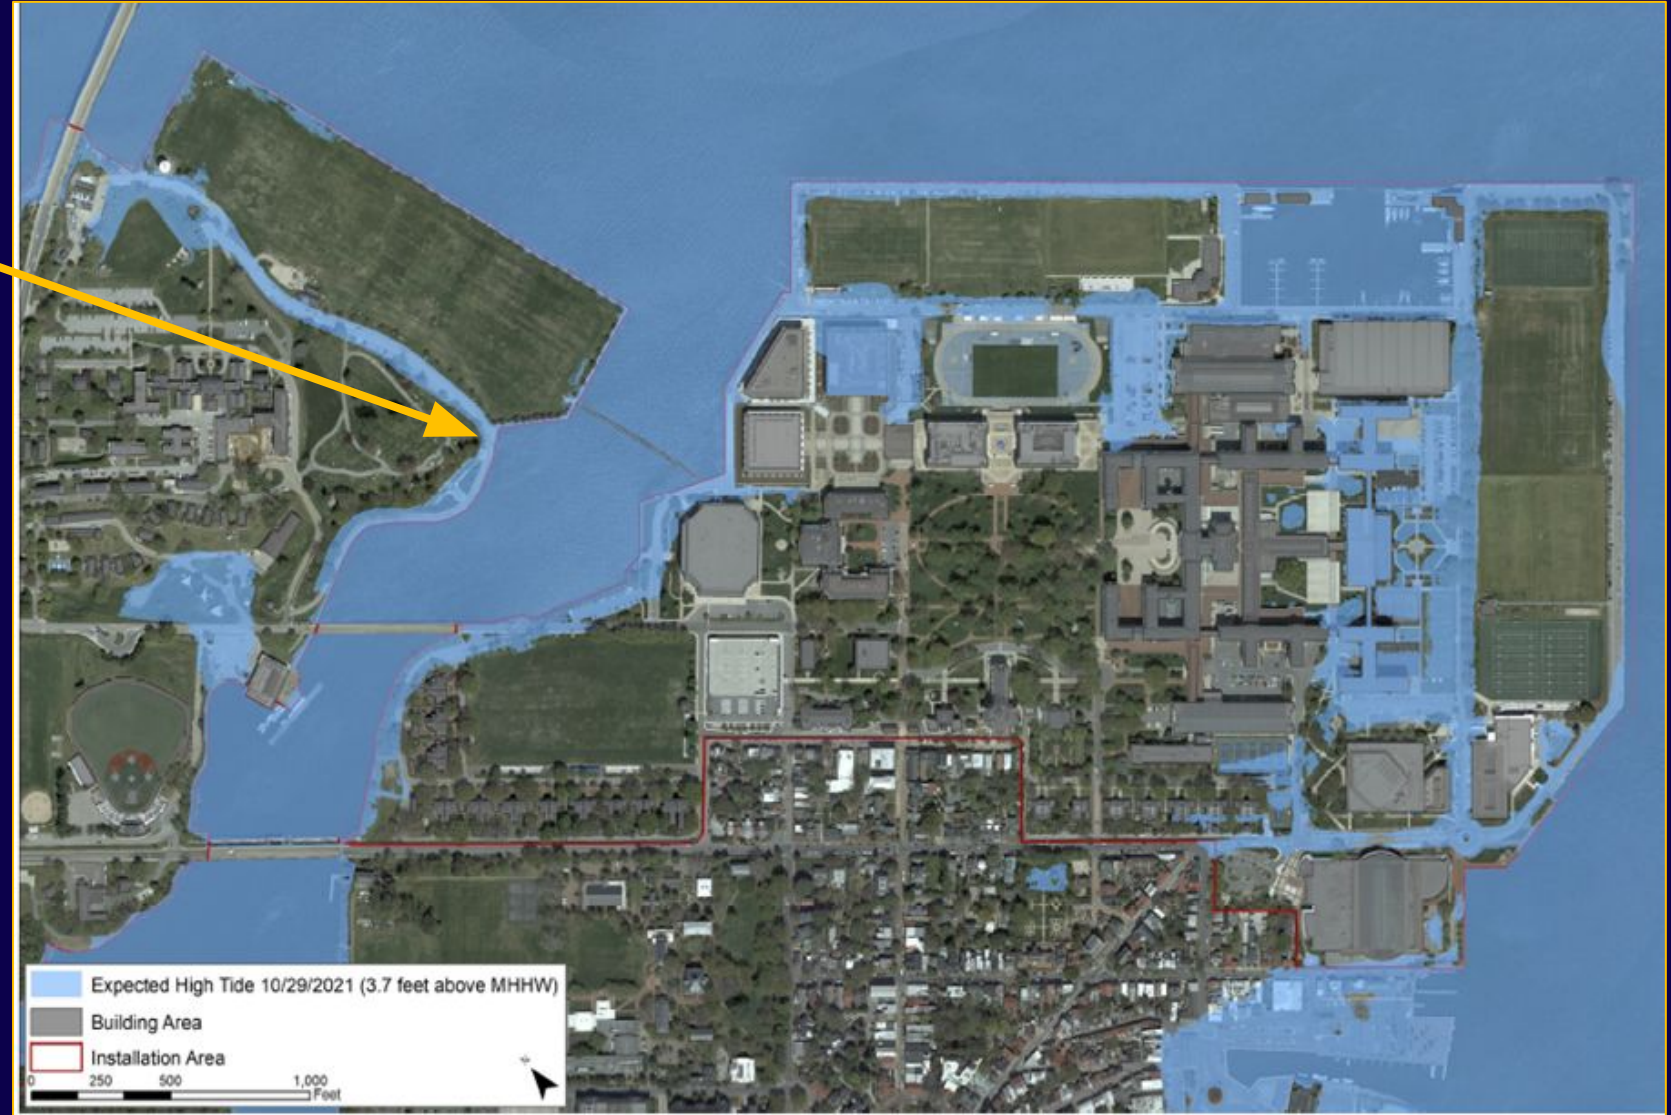 Expected High Tide 10/29/2021 (3.7 feet above MHHW)
Building Area
Installation Area
0 250 500 1,000
Feet